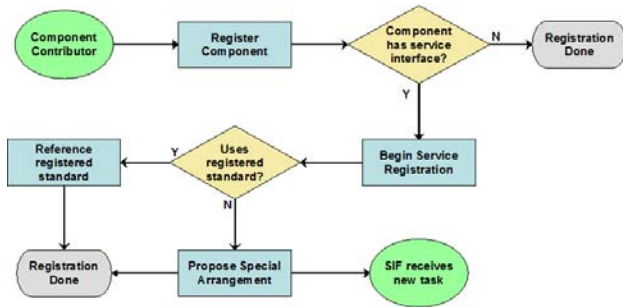 Component
Contributor
Register
Component
Component
has service
interface?
N
Registration
Done
Y
Reference
registered
standard
Y
Uses
registered
standard?
Begin Service
Registration
N
Registration
Done
Propose Special
Arrangement
SIF receives
new task